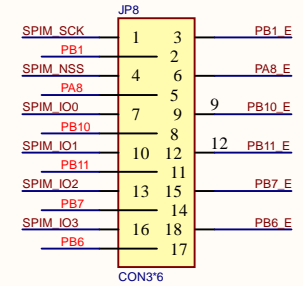 JP8
SPIM_SCK 1 3 PB1_E
PB1 2
SPIM_NSS 4 6 PA8_E
PA8 5
SPIM_IO0 7 9 9 PB10_E
PB10 8
SPIM_IO1 10 12 12 PB11_E
PB11 11
SPIM_IO2 13 15 PB7_E
PB7 14
SPIM_IO3 16 18 PB6_E
PB6 17
CON3*6